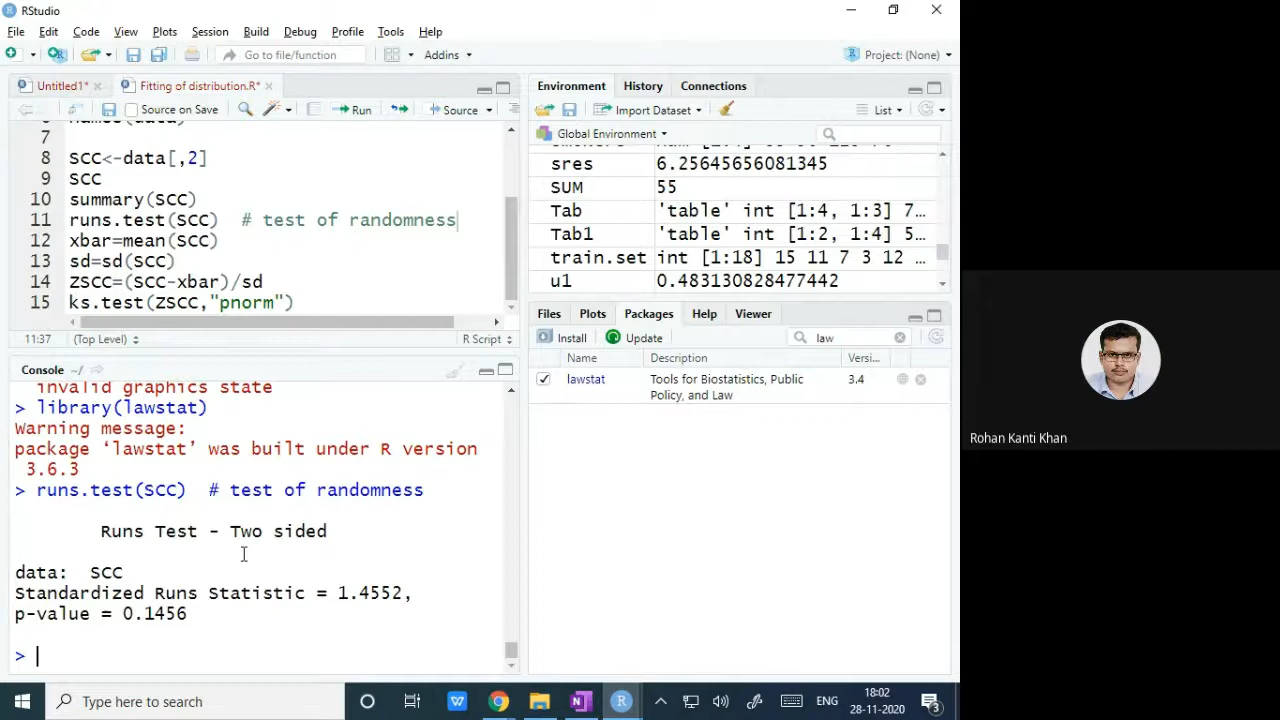 RStudio
File Edit Code View Plots Session Build Debug Profile Tools Help
Go to file/function Addins Project: (None)
Untitled1* Fitting of distribution.R*
Source on Save Run Source
7
8 SCC<-data[,2]
9 SCC
10 summary(SCC)
11 runs.test(SCC) # test of randomness
12 xbar=mean(SCC)
13 sd=sd(SCC)
14 ZSCC=(SCC-xbar)/sd
15 ks.test(ZSCC,"pnorm")
11:37 (Top Level) R Script
Console ~/
invalid graphics state
> library(lawstat)
Warning message:
package ‘lawstat’ was built under R version
3.6.3
> runs.test(SCC) # test of randomness
Runs Test - Two sided
data: SCC
Standardized Runs Statistic = 1.4552,
p-value = 0.1456
>
Environment History Connections
Import Dataset List
Global Environment
sres 6.25645656081345
SUM 55
Tab 'table' int [1:4, 1:3] 7…
Tab1 'table' int [1:2, 1:4] 5…
train.set int [1:18] 15 11 7 3 12 …
u1 0.483130828477442
Files Plots Packages Help Viewer
Install Update law
Name Description Versi…
lawstat Tools for Biostatistics, Public 3.4
Policy, and Law
Rohan Kanti Khan
Type here to search
ENG
18:02
28-11-2020
3